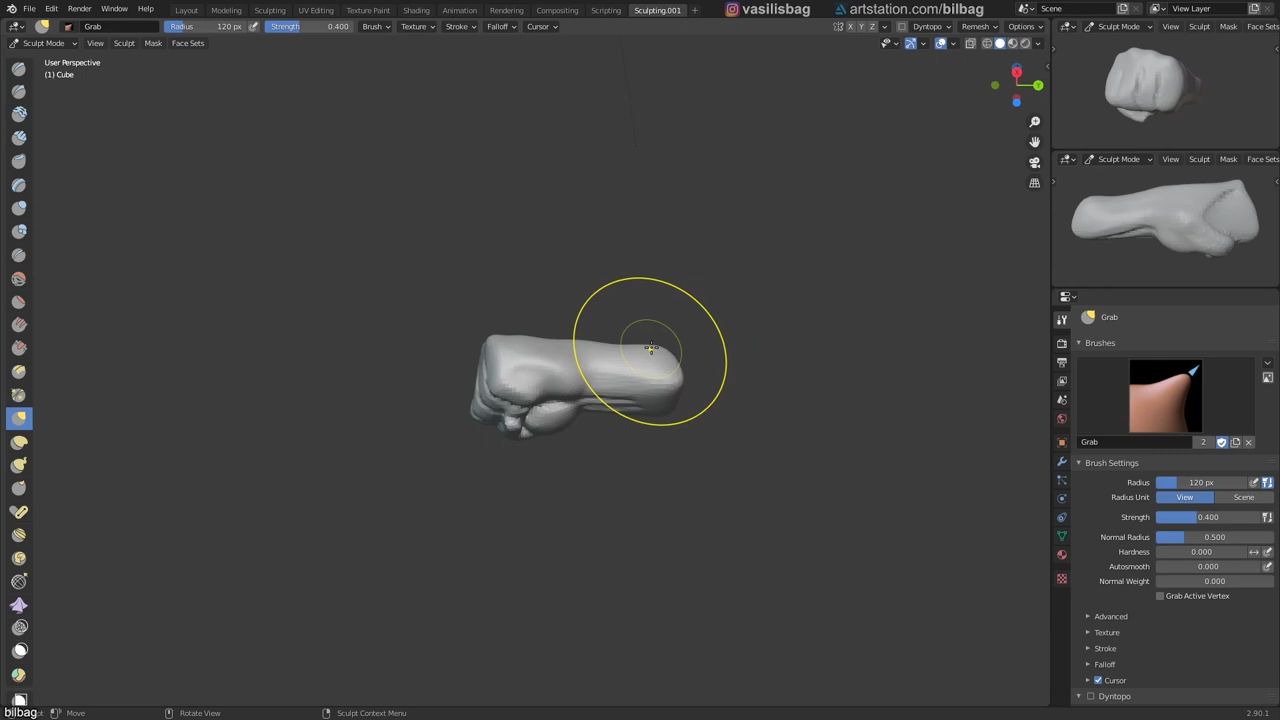 File Edit Render Window Help Layout Modeling Sculpting UV Editing Texture Paint Shading Animation Rendering Compositing Scripting Sculpting.001 + vasilisbag artstation.com/bilbag Scene View Layer
Grab Radius 120 px Strength 0.400 Brush Texture Stroke Falloff Cursor X Y Z Dyntopo Options Sculpt Mode View Sculpt Mask Face Sets
Sculpt Mode View Sculpt Mask Face Sets
User Perspective
(1) Cube
X
Y
Sculpt Mode View Sculpt Mask Face Sets
Grab
Brushes
Grab 2
Brush Settings
Radius 120 px
Radius Unit View Scene
Strength 0.400
Normal Radius 0.500
Hardness 0.000
Autosmooth 0.000
Normal Weight 0.000
Grab Active Vertex
Advanced
Texture
Stroke
Falloff
Cursor
Dyntopo
bilbag Move Rotate View Sculpt Context Menu 2.90.1